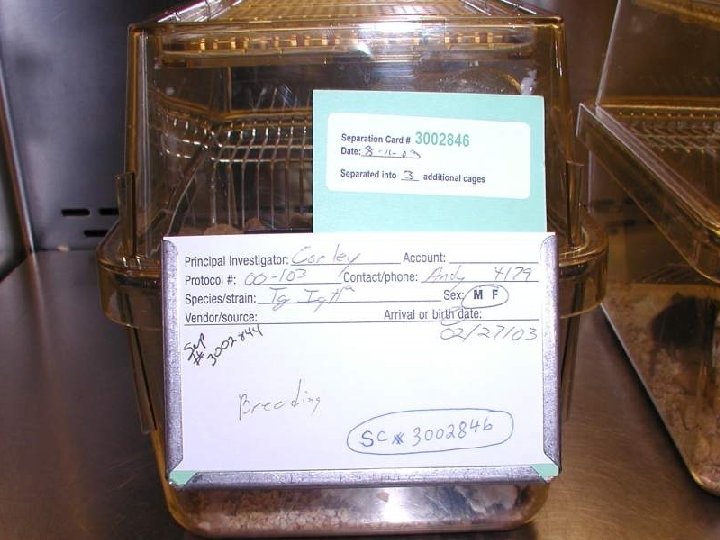 Separation Card # 3002846
Date: 8-11-03
Separated into 3 additional cages
Principal Investigator: Corley Account:
Protocol #: 00-103 Contact/phone: Andy 4179
Species/strain: Tg IgHa Sex: M F
Vendor/source: Arrival or birth date:
02/27/03
Sep
# 3002844
Breeding
SC # 3002846